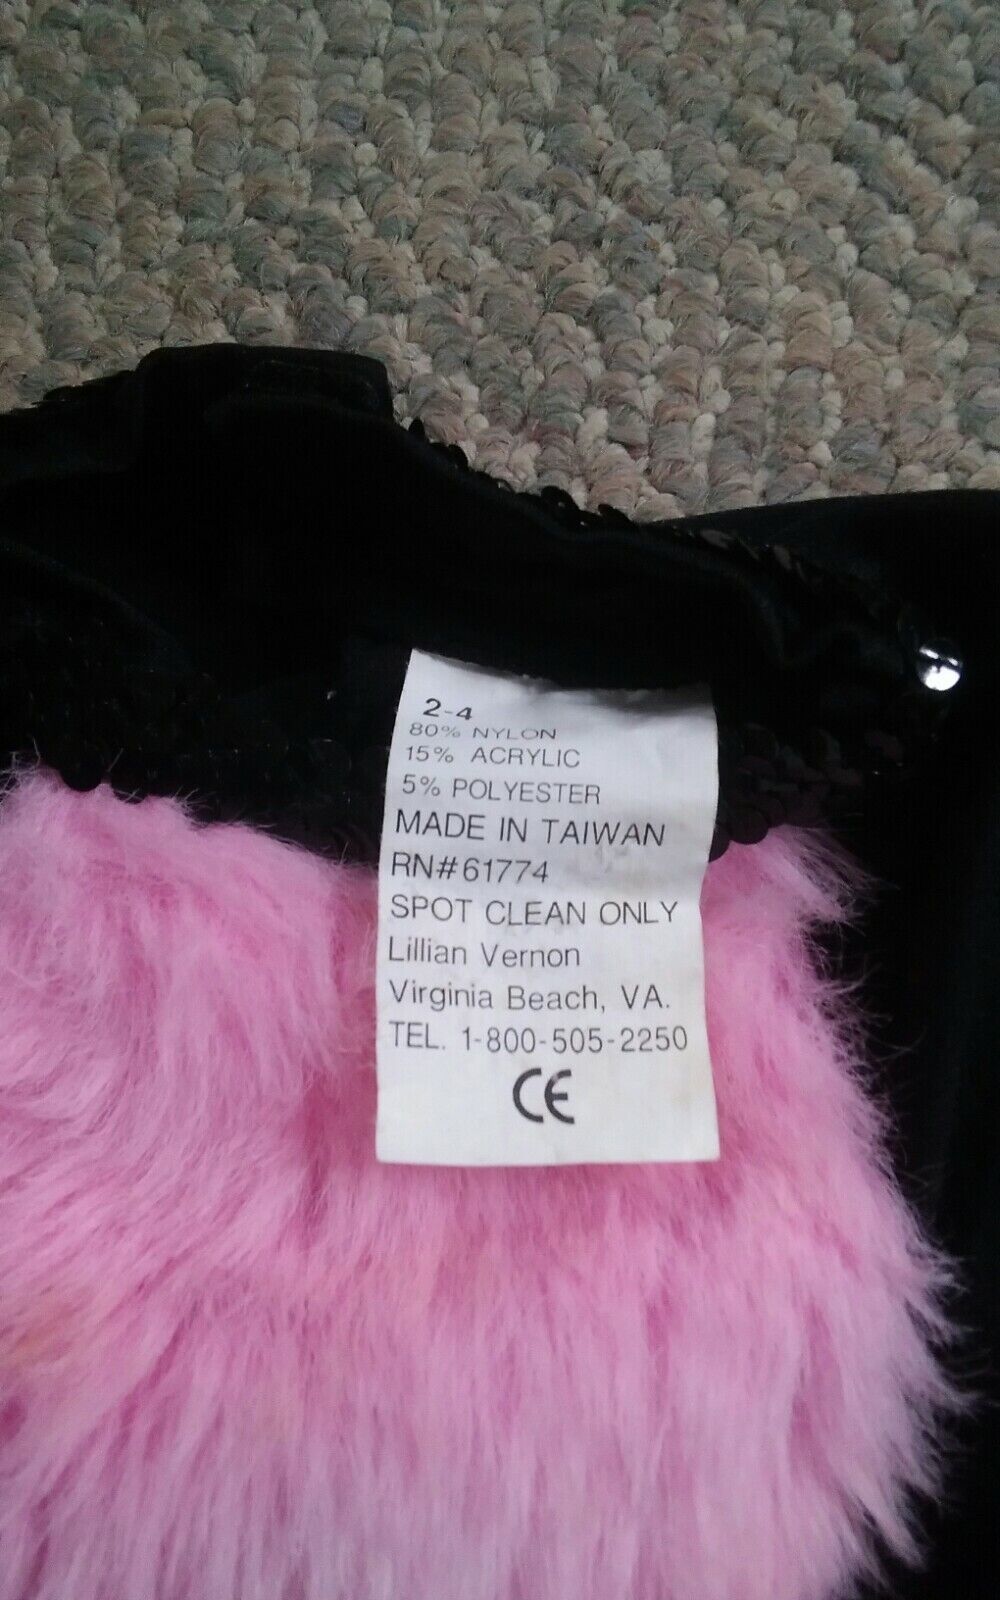 2-4
80% NYLON
15% ACRYLIC
5% POLYESTER
MADE IN TAIWAN
RN#61774
SPOT CLEAN ONLY
Lillian Vernon
Virginia Beach, VA.
TEL. 1-800-505-2250
CE